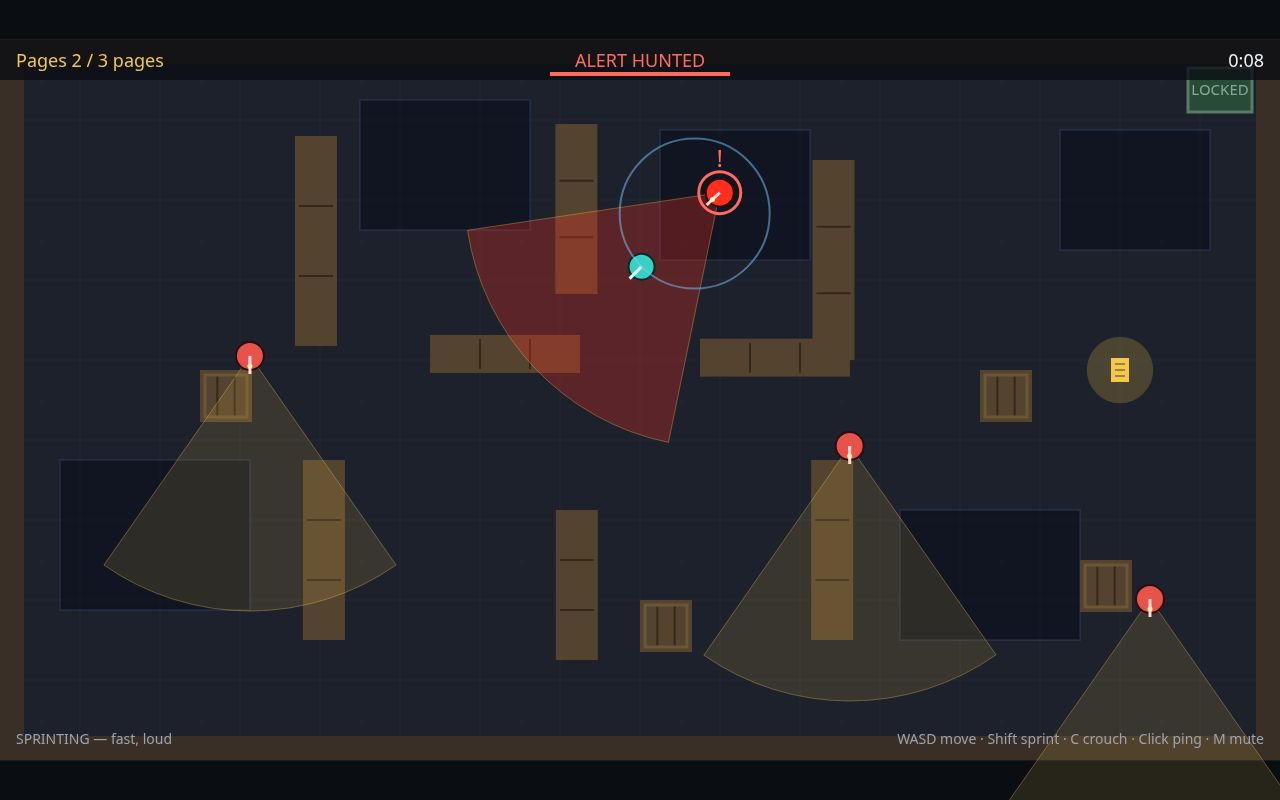 Pages 2 / 3 pages
ALERT HUNTED
0:08
LOCKED
!
SPRINTING — fast, loud
WASD move · Shift sprint · C crouch · Click ping · M mute